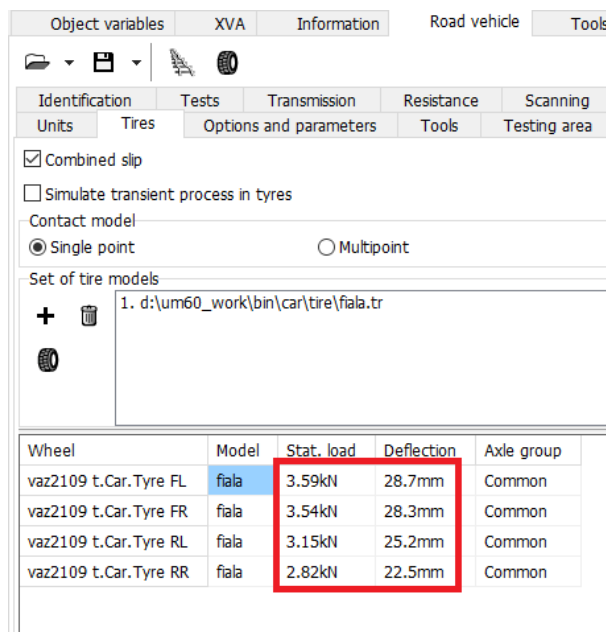 Object variables XVA Information Road vehicle Tools
Identification Tests Transmission Resistance Scanning
Units Tires Options and parameters Tools Testing area
Combined slip
Simulate transient process in tyres
Contact model
Single point Multipoint
Set of tire models
1. d:\um60_work\bin\car\tire\fiala.tr
Wheel Model Stat. load Deflection Axle group
vaz2109 t.Car.Tyre FL fiala 3.59kN 28.7mm Common
vaz2109 t.Car.Tyre FR fiala 3.54kN 28.3mm Common
vaz2109 t.Car.Tyre RL fiala 3.15kN 25.2mm Common
vaz2109 t.Car.Tyre RR fiala 2.82kN 22.5mm Common